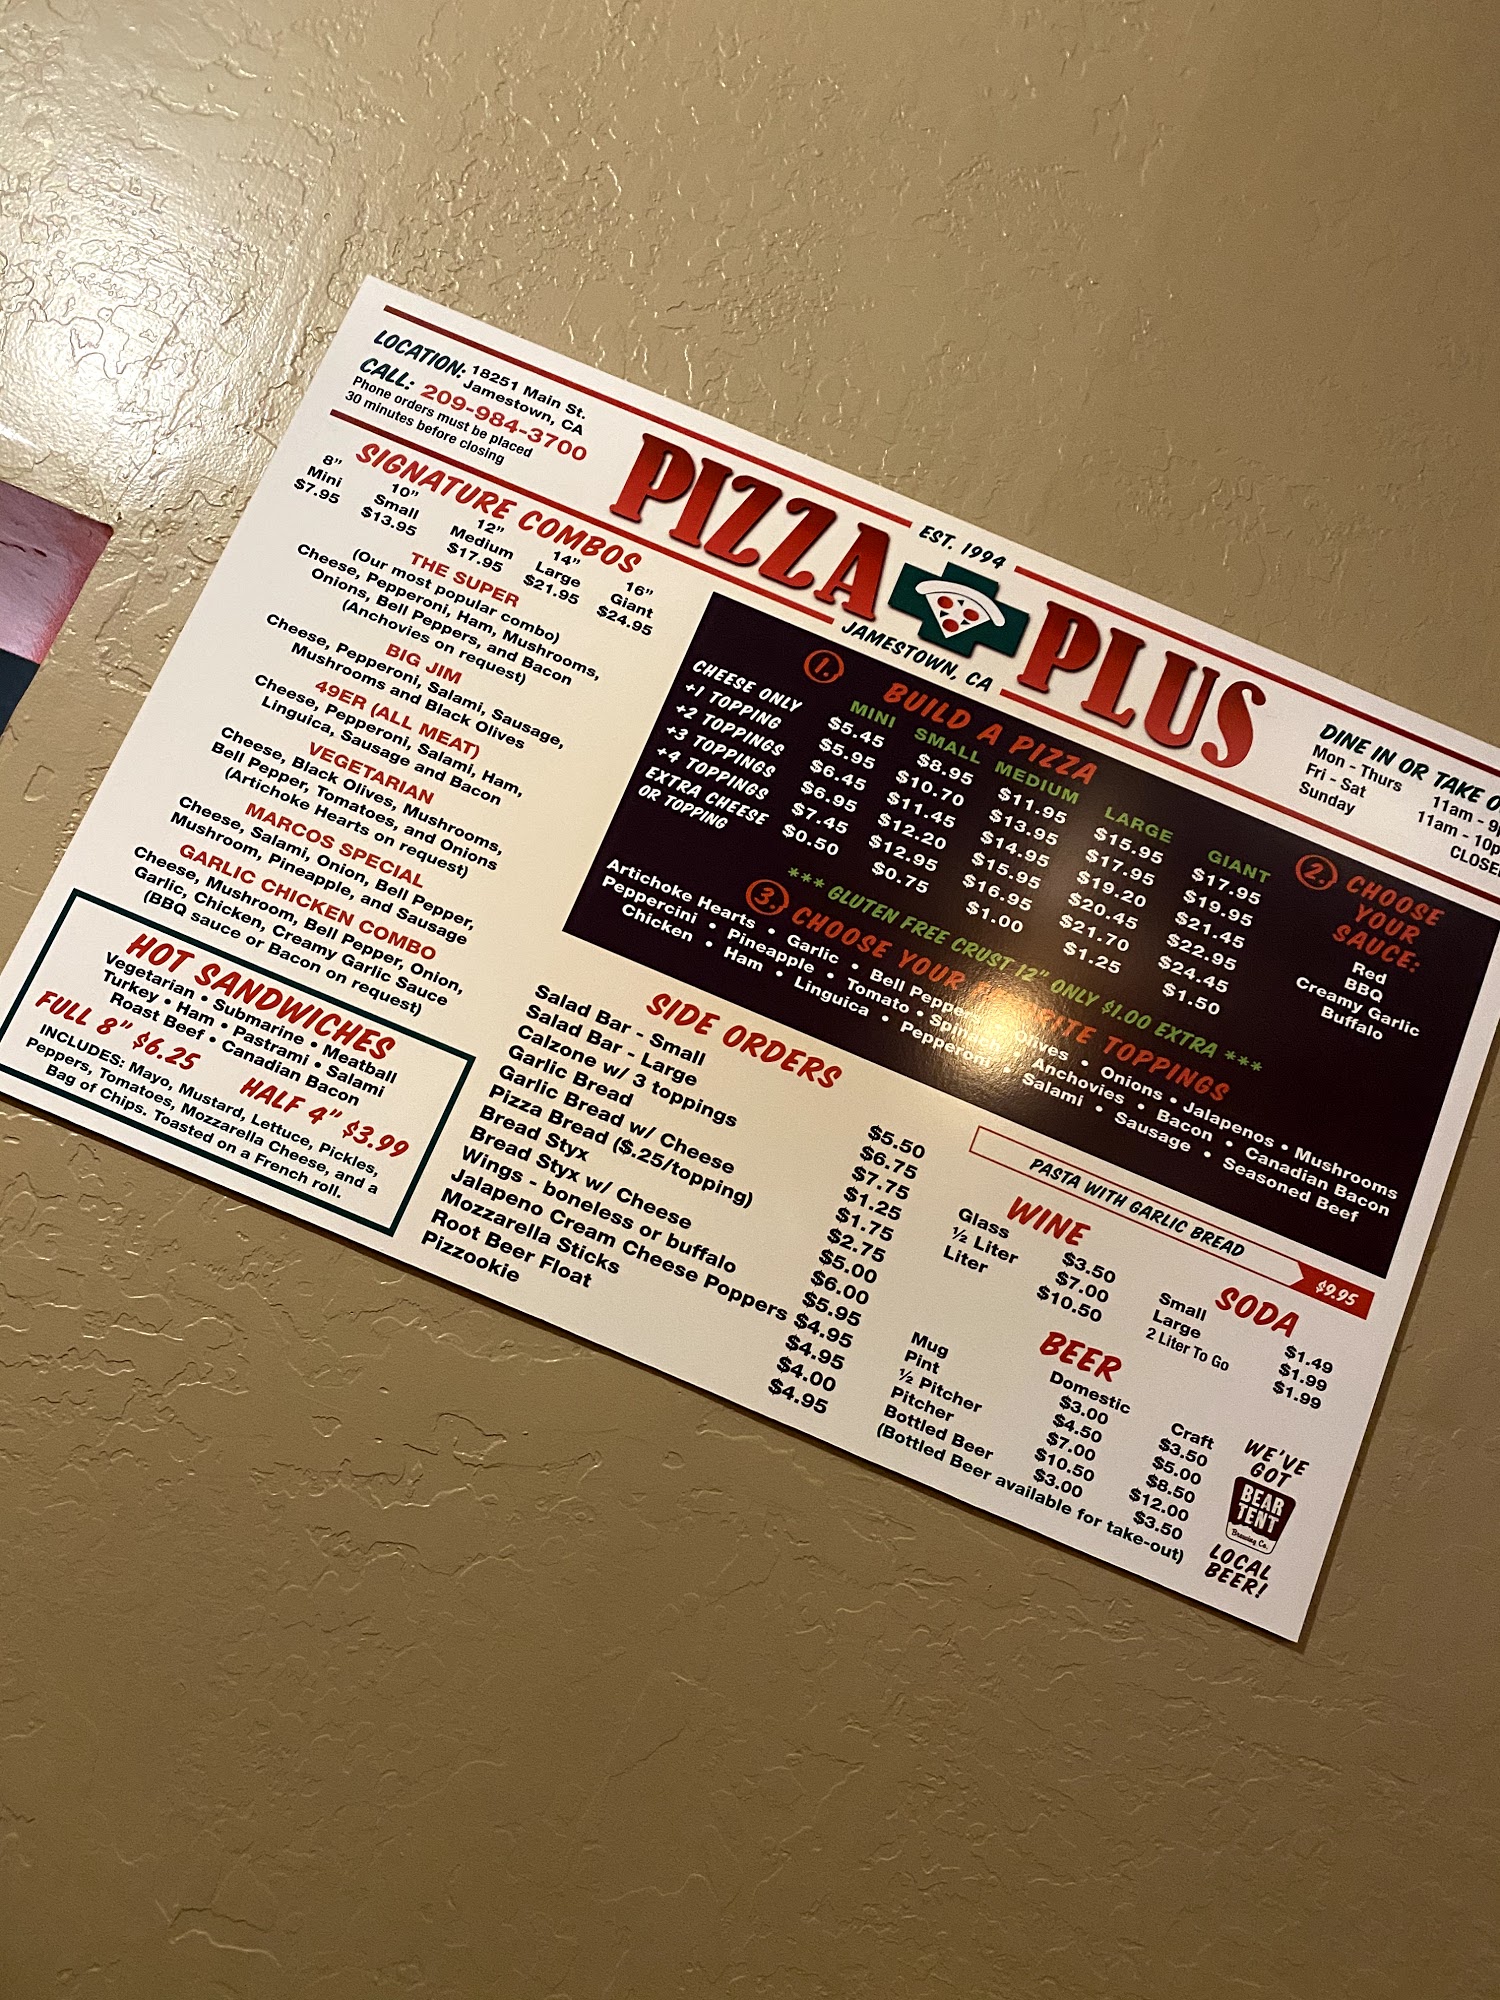 LOCATION: 18251 Main St.
Jamestown, CA
CALL: 209-984-3700
Phone orders must be placed
30 minutes before closing
PIZZA PLUS
EST. 1994
JAMESTOWN, CA
DINE IN OR TAKE
Mon - Thurs 11am -
Fri - Sat 11am -
Sunday
SIGNATURE COMBOS
8" 10" 12" 14" 16"
Mini Small Medium Large Giant
$7.95 $13.95 $17.95 $21.95 $24.95
THE SUPER
(Our most popular combo)
Cheese, Pepperoni, Ham, Mushrooms,
Onions, Bell Peppers, and Bacon
(Anchovies on request)
BIG JIM
Cheese, Pepperoni, Salami, Sausage,
Mushrooms and Black Olives
49ER (ALL MEAT)
Cheese, Pepperoni, Salami, Ham,
Linguica, Sausage and Bacon
VEGETARIAN
Cheese, Black Olives, Mushrooms,
Bell Pepper, Tomatoes, and Onions
(Artichoke Hearts on request)
MARCOS SPECIAL
Cheese, Salami, Onion, Bell Pepper,
Mushroom, Pineapple, and Sausage
GARLIC CHICKEN COMBO
Cheese, Mushroom, Bell Pepper, Onion,
Garlic, Chicken, Creamy Garlic Sauce
(BBQ sauce or Bacon on request)
HOT SANDWICHES
Vegetarian • Submarine • Meatball
Turkey • Ham • Pastrami • Salami
Roast Beef • Canadian Bacon
FULL 8" $6.25 HALF 4" $3.99
INCLUDES: Mayo, Mustard, Lettuce, Pickles,
Peppers, Tomatoes, Mozzarella Cheese, and a
Bag of Chips. Toasted on a French roll.
1. BUILD A PIZZA
MINI SMALL MEDIUM LARGE GIANT
CHEESE ONLY $5.45 $8.95 $11.95 $15.95 $17.95
+1 TOPPING $5.95 $10.70 $13.95 $17.95 $19.95
+2 TOPPINGS $6.45 $11.45 $14.95 $19.20 $21.45
+3 TOPPINGS $6.95 $12.20 $15.95 $20.45 $22.95
+4 TOPPINGS $7.45 $12.95 $16.95 $21.70 $24.45
EXTRA CHEESE
OR TOPPING $0.50 $0.75 $1.00 $1.25 $1.50
*** GLUTEN FREE CRUST 12" ONLY $1.00 EXTRA ***
2. CHOOSE
YOUR
SAUCE:
Red
BBQ
Creamy Garlic
Buffalo
3. CHOOSE YOUR TOPPINGS
Artichoke Hearts • Garlic • Bell Pepper Olives • Onions • Jalapenos • Mushrooms
Peppercini • Pineapple • Tomato • Spinach • Anchovies • Bacon • Canadian Bacon
Chicken • Ham • Linguica • Pepperoni • Salami • Sausage • Seasoned Beef
SIDE ORDERS
Salad Bar - Small $5.50
Salad Bar - Large $6.75
Calzone w/ 3 toppings $7.75
Garlic Bread $1.25
Garlic Bread w/ Cheese $1.75
Pizza Bread ($.25/topping) $2.75
Bread Styx $5.00
Bread Styx w/ Cheese $6.00
Wings - boneless or buffalo $5.95
Jalapeno Cream Cheese Poppers $4.95
Mozzarella Sticks $4.95
Root Beer Float $4.00
Pizzookie $4.95
PASTA WITH GARLIC BREAD $9.95
WINE
Glass $3.50
½ Liter $7.00
Liter $10.50
SODA
Small $1.49
Large $1.99
2 Liter To Go $1.99
BEER
Domestic Craft
Mug $3.00 $3.50
Pint $4.50 $5.00
½ Pitcher $7.00 $8.50
Pitcher $10.50 $12.00
Bottled Beer $3.00 $3.50
(Bottled Beer available for take-out)
WE'VE
GOT
BEAR
TENT
Brewing Co.
LOCAL
BEER!